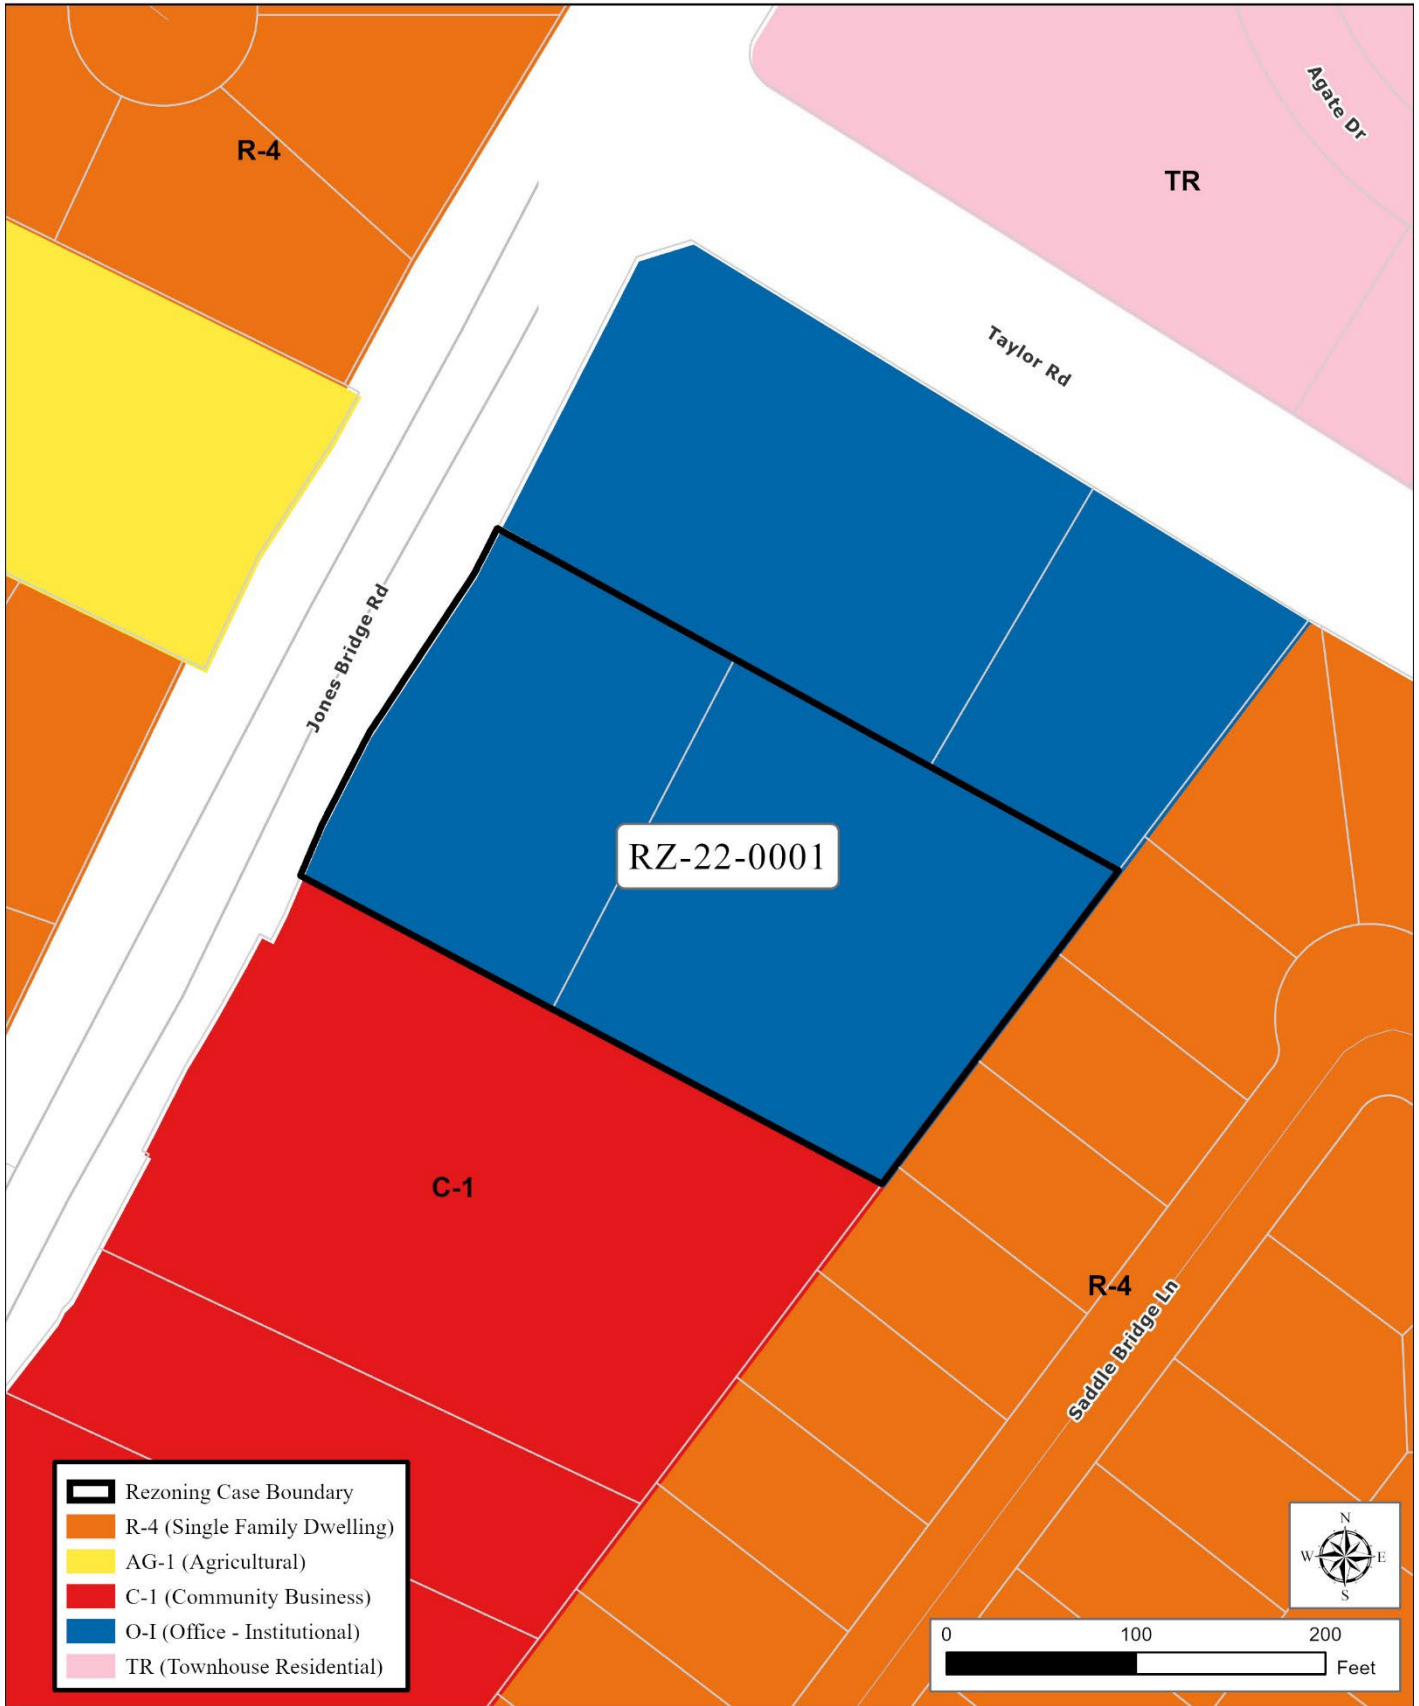 Agate Dr
R-4
TR
Taylor Rd
Jones Bridge Rd
RZ-22-0001
C-1
R-4
Saddle Bridge Ln
Rezoning Case Boundary
R-4 (Single Family Dwelling)
AG-1 (Agricultural)
C-1 (Community Business)
O-I (Office - Institutional)
TR (Townhouse Residential)
N
W E
S
0 100 200
Feet